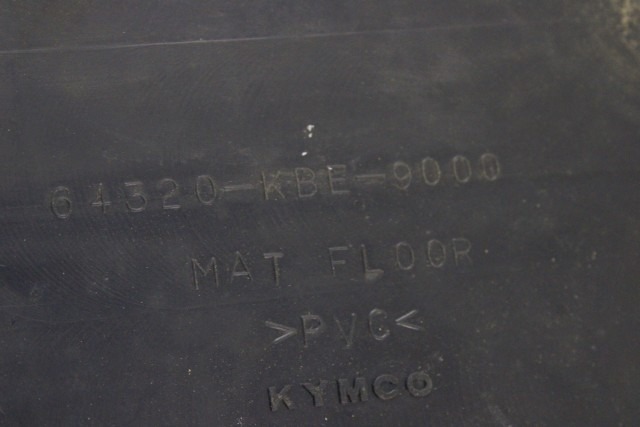 64320-KBE-9000
MAT FLOOR
>PVC<
KYMCO